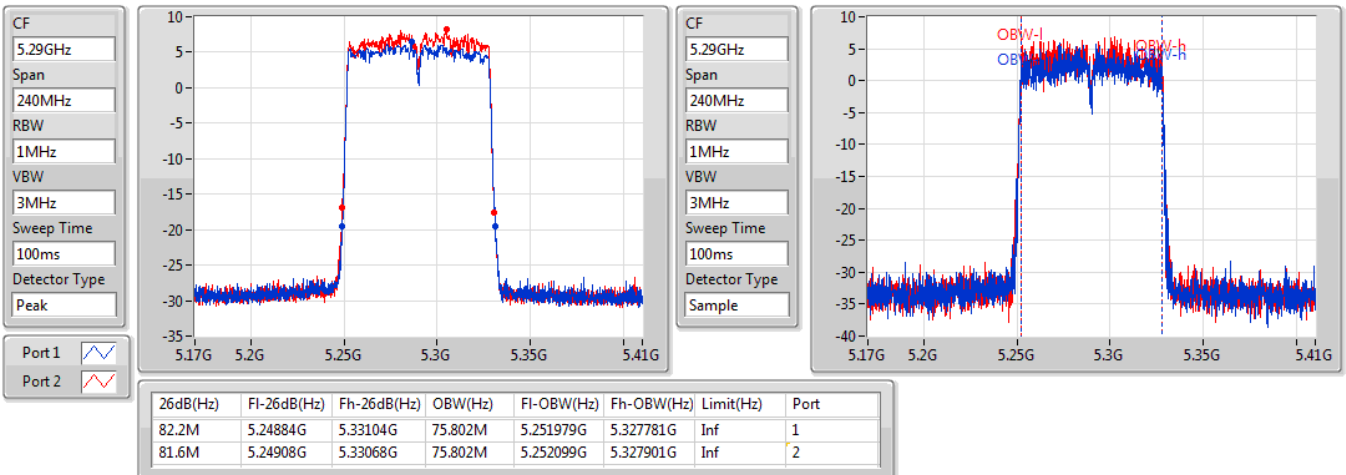 CF
5.29GHz
Span
240MHz
RBW
1MHz
VBW
3MHz
Sweep Time
100ms
Detector Type
Peak
Port 1
Port 2
10
5
0
-5
-10
-15
-20
-25
-30
-35
5.17G 5.2G 5.25G 5.3G 5.35G 5.41G
CF
5.29GHz
Span
240MHz
RBW
1MHz
VBW
3MHz
Sweep Time
100ms
Detector Type
Sample
10
5
0
-5
-10
-15
-20
-25
-30
-35
-40
OBW-l
OBW-h
5.17G 5.2G 5.25G 5.3G 5.35G 5.41G
26dB(Hz) Fl-26dB(Hz) Fh-26dB(Hz) OBW(Hz) Fl-OBW(Hz) Fh-OBW(Hz) Limit(Hz) Port
82.2M 5.24884G 5.33104G 75.802M 5.251979G 5.327781G Inf 1
81.6M 5.24908G 5.33068G 75.802M 5.252099G 5.327901G Inf 2